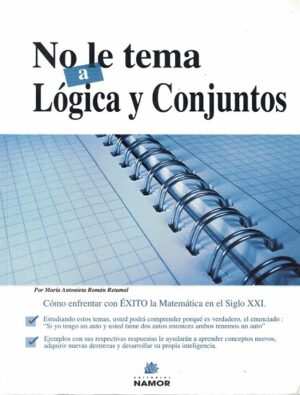 No le tema
a
Lógica y Conjuntos
Por María Antonieta Román Retamal
Cómo enfrentar con ÉXITO la Matemática en el Siglo XXI.
Estudiando estos temas, usted podrá comprender porqué es verdadero, el enunciado :
“Si yo tengo un auto y usted tiene dos autos entonces ambos tenemos un auto”
Ejemplos con sus respectivas respuestas le ayudarán a aprender conceptos nuevos,
adquirir nuevas destrezas y desarrollar su propia inteligencia.
EDITORIAL
NAMOR